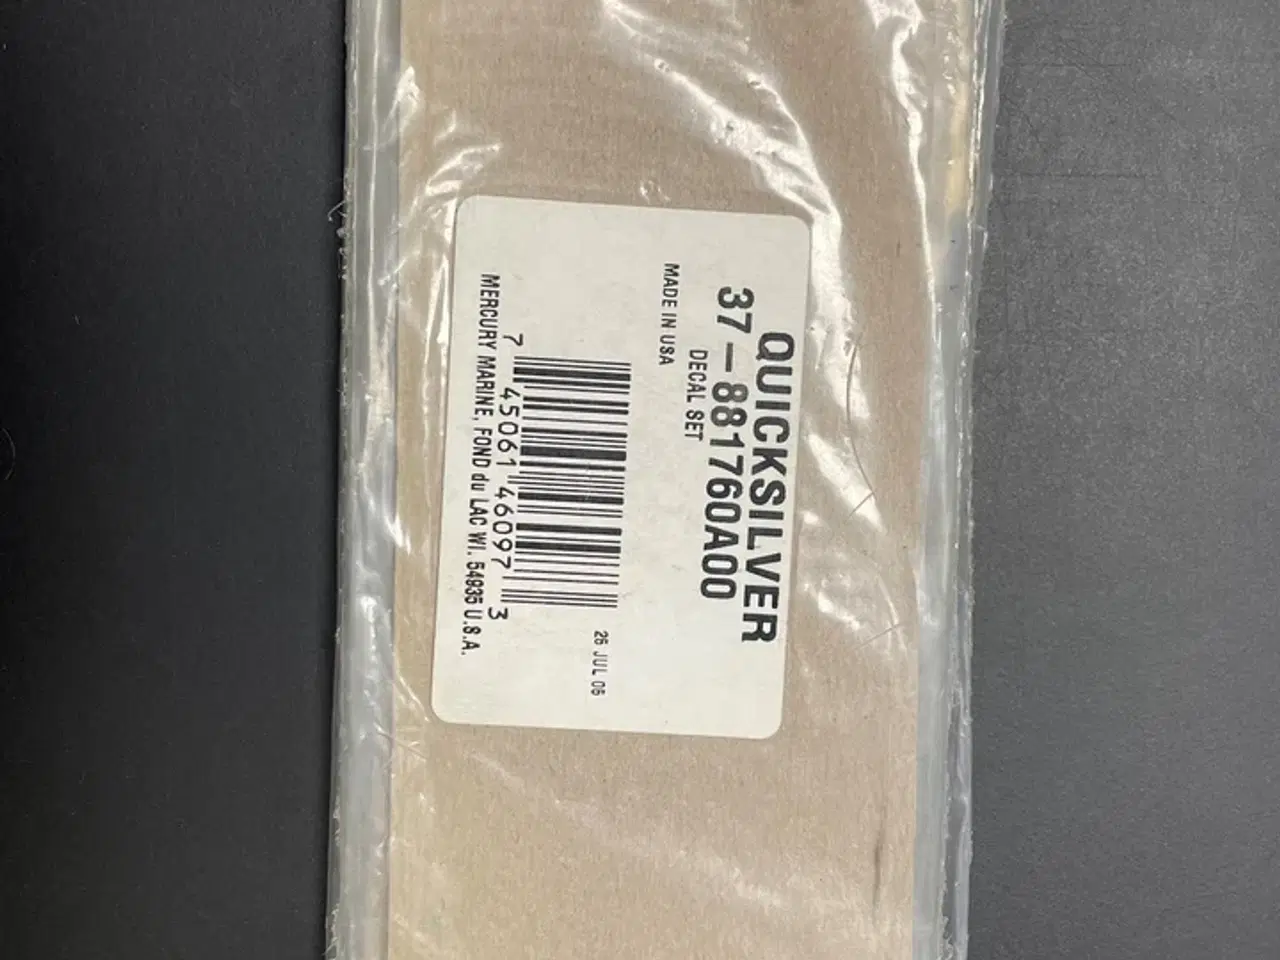 QUICKSILVER
37-881760A00
DECAL SET
MADE IN USA
26 JUL 06
7 45061 46097 3
MERCURY MARINE, FOND du LAC WI. 54935 U.S.A.